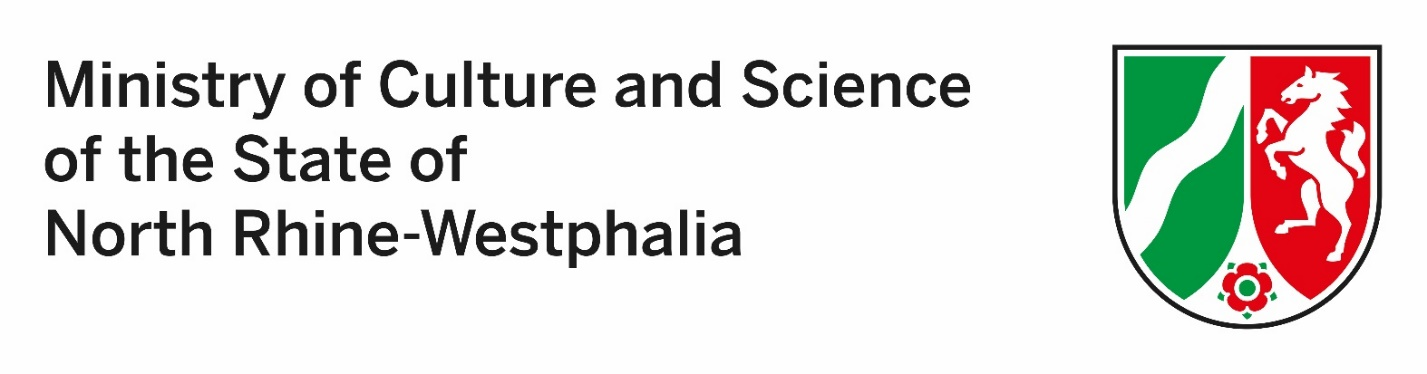 Ministry of Culture and Science
of the State of
North Rhine-Westphalia